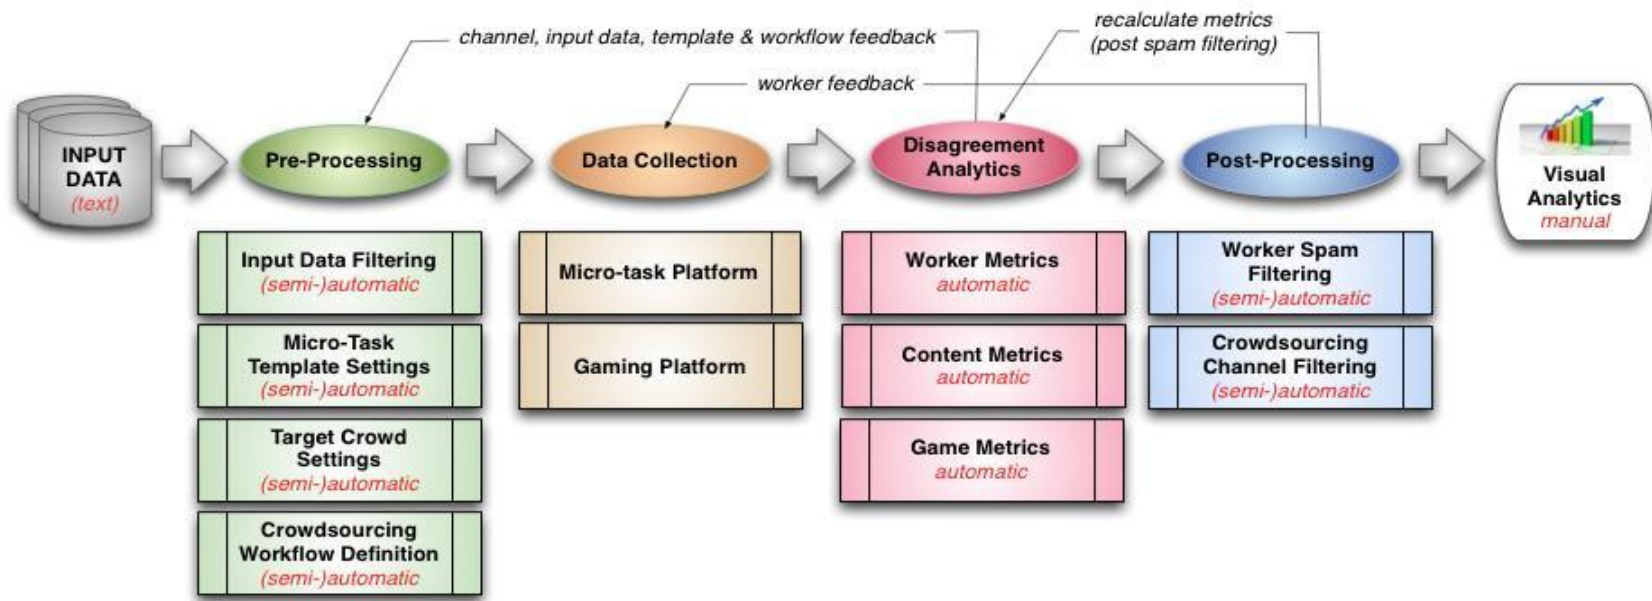 channel, input data, template & workflow feedback
recalculate metrics
(post spam filtering)
worker feedback
INPUT
DATA
(text)
Pre-Processing
Data Collection
Disagreement
Analytics
Post-Processing
Visual
Analytics
manual
Input Data Filtering
(semi-)automatic
Micro-Task
Template Settings
(semi-)automatic
Target Crowd
Settings
(semi-)automatic
Crowdsourcing
Workflow Definition
(semi-)automatic
Micro-task Platform
Gaming Platform
Worker Metrics
automatic
Content Metrics
automatic
Game Metrics
automatic
Worker Spam
Filtering
(semi-)automatic
Crowdsourcing
Channel Filtering
(semi-)automatic